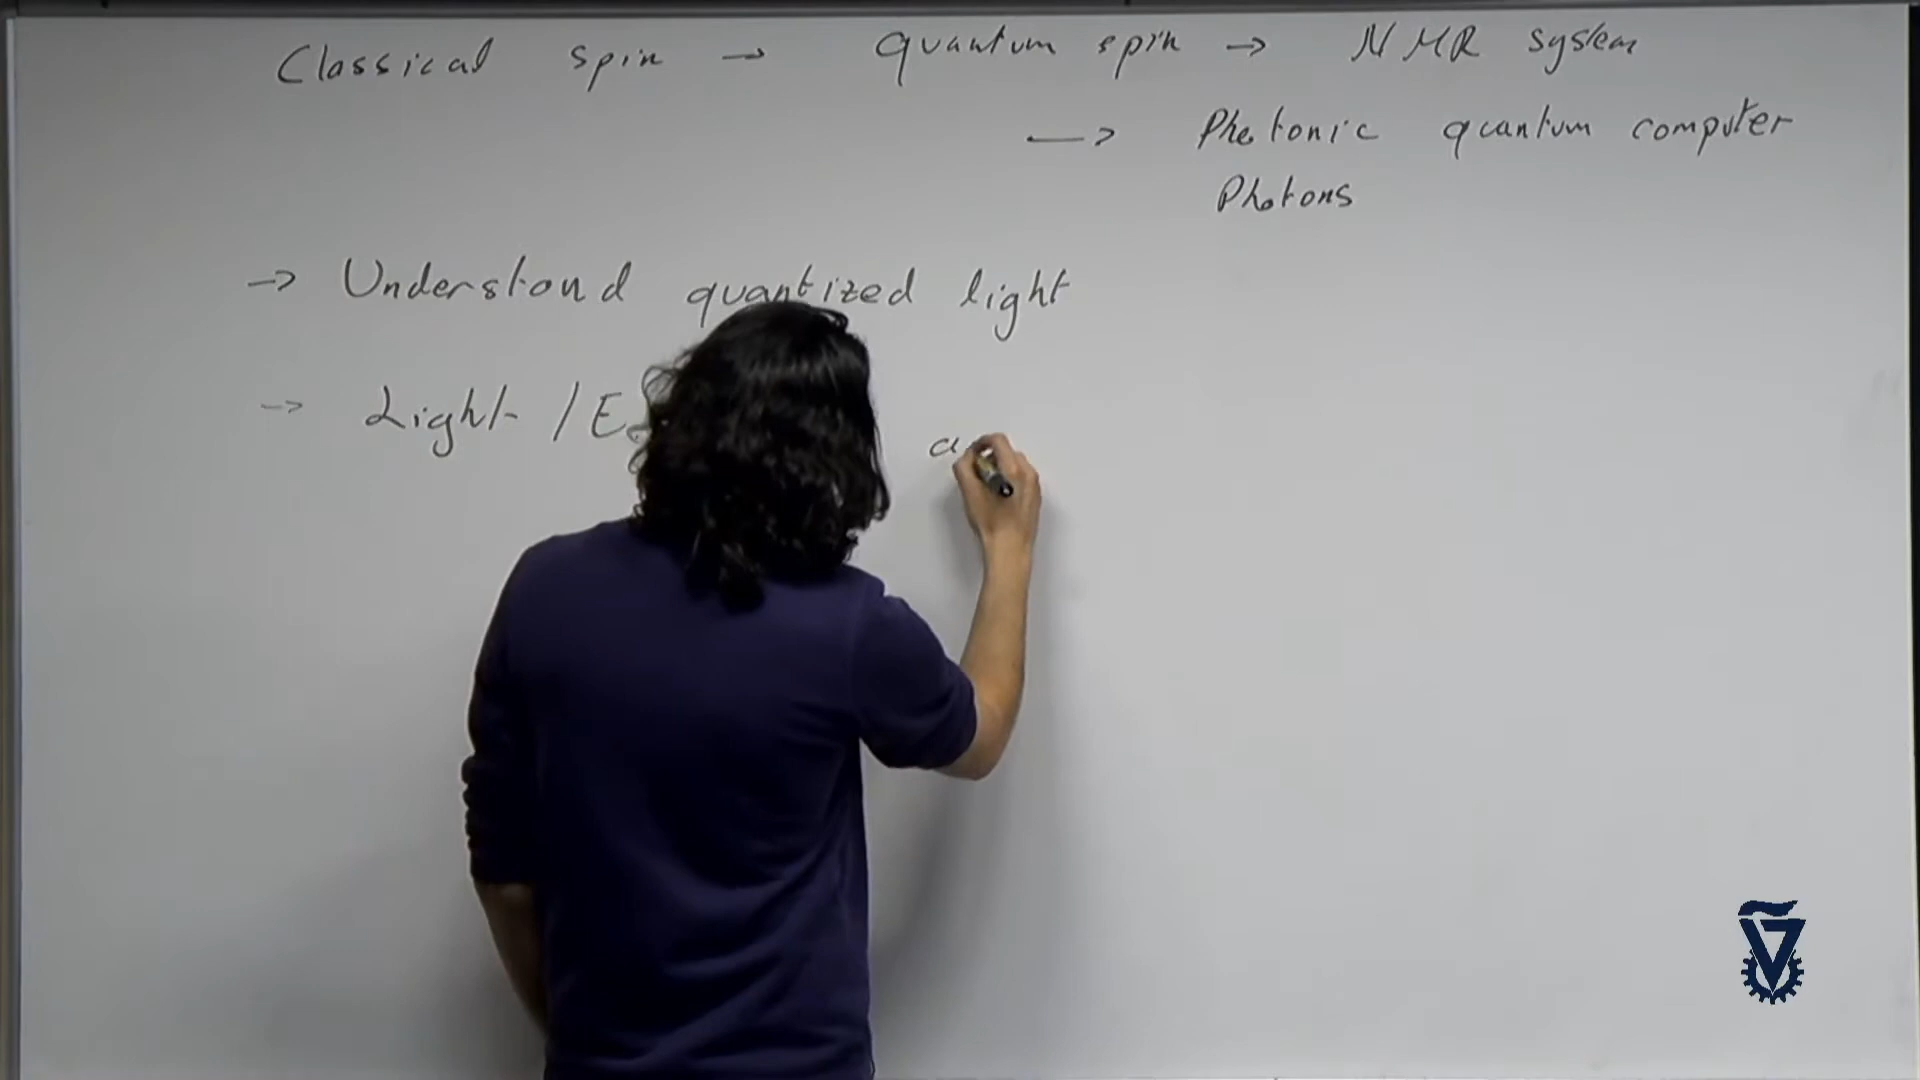 Classical spin → quantum spin → NMR system
→ Photonic quantum computer
Photons
→ Understand quantized light
→ Light / E